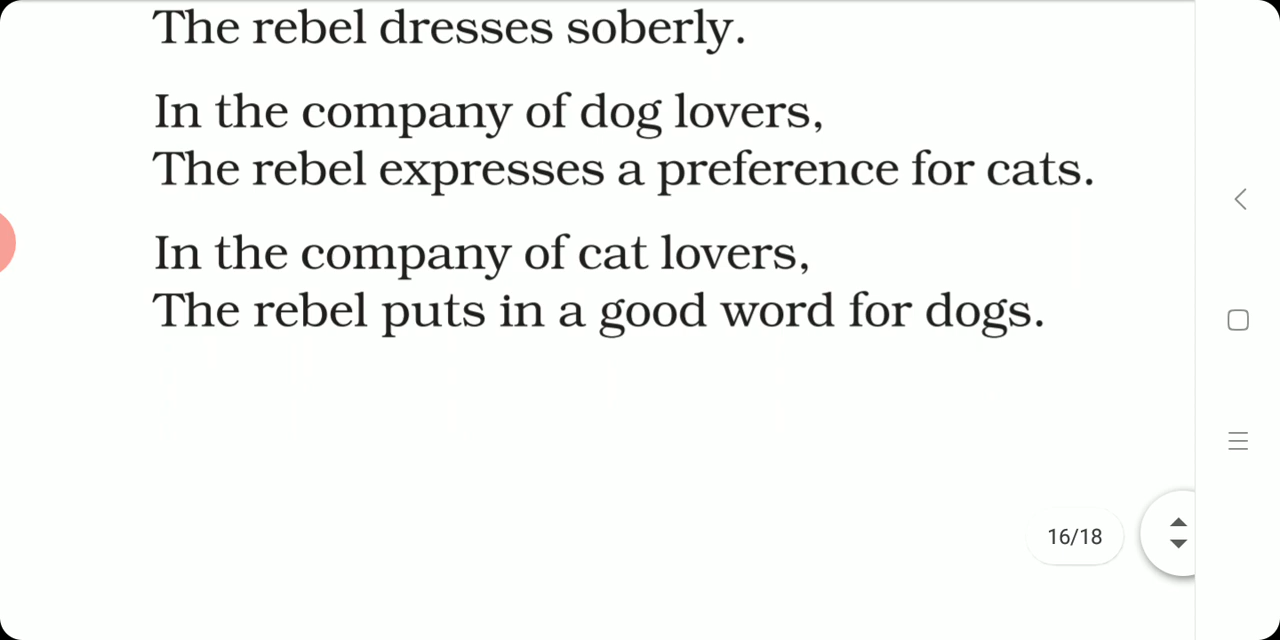 The rebel dresses soberly.
In the company of dog lovers,
The rebel expresses a preference for cats.
In the company of cat lovers,
The rebel puts in a good word for dogs.
16/18